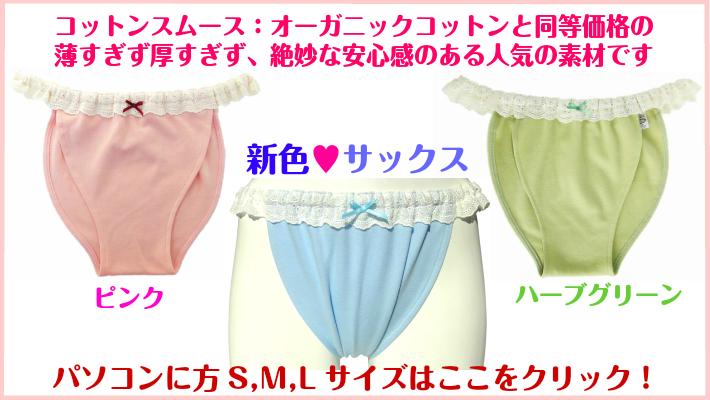 コットンスムース：オーガニックコットンと同等価格の
薄すぎず厚すぎず、絶妙な安心感のある人気の素材です
新色♥サックス
ピンク
ハーブグリーン
パソコンに方 S,M,L サイズはここをクリック！